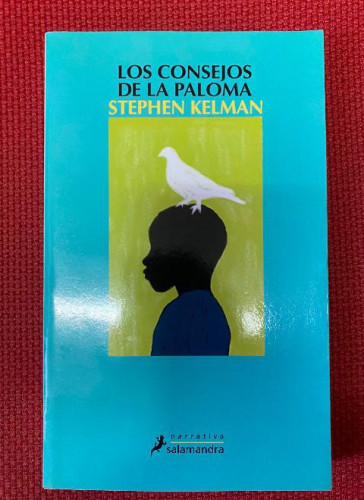 LOS CONSEJOS
DE LA PALOMA
STEPHEN KELMAN
narrativa
salamandra